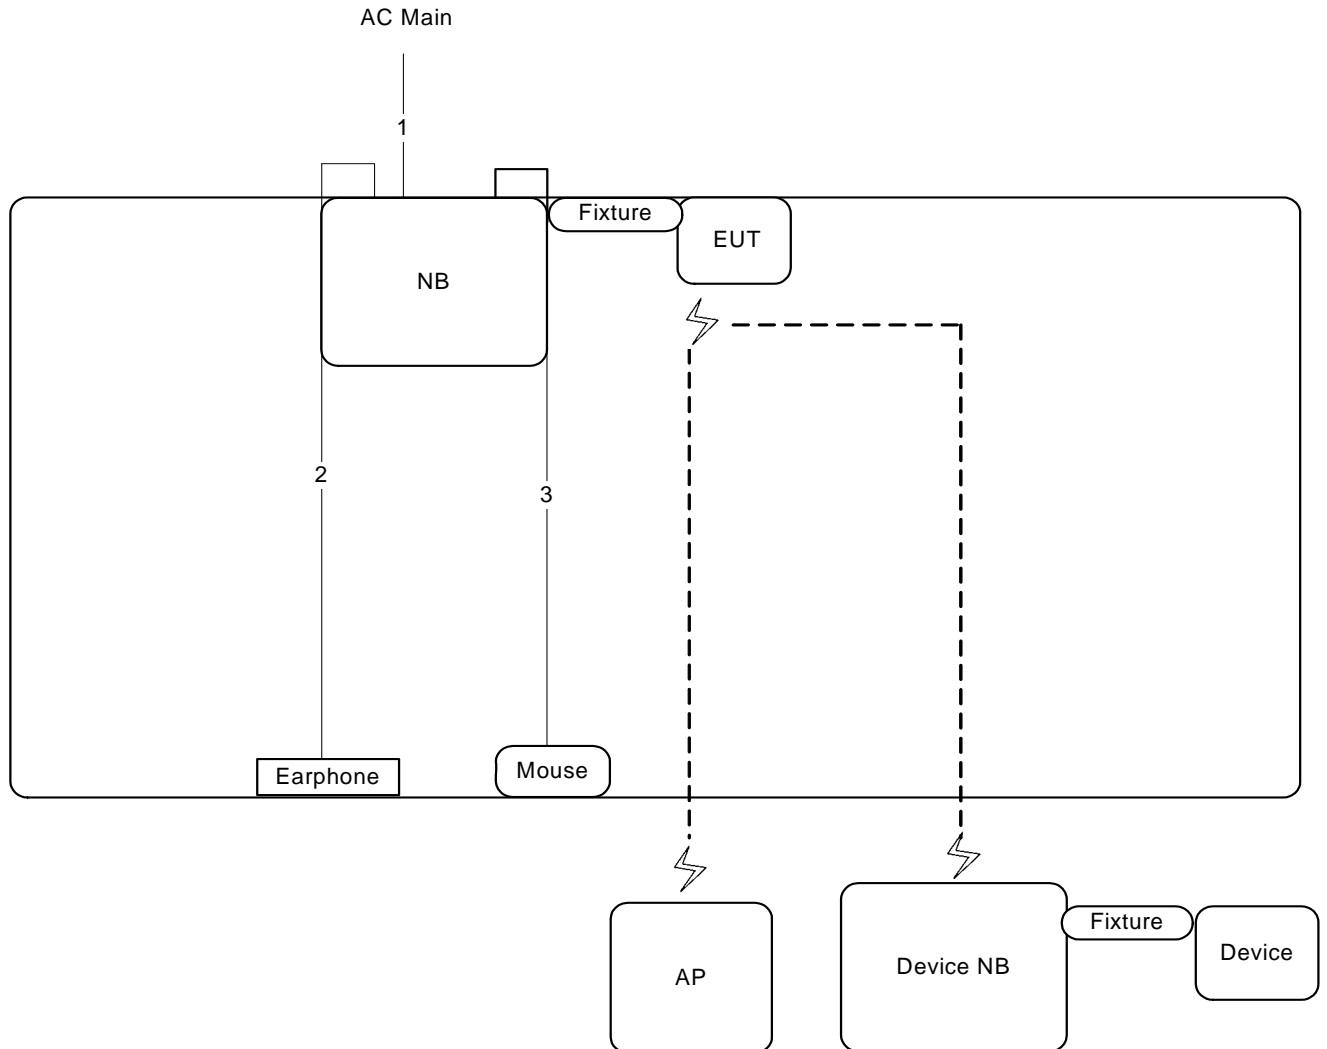 AC Main
1
Fixture
EUT
NB
2
3
Earphone
Mouse
Fixture
Device
Device NB
AP